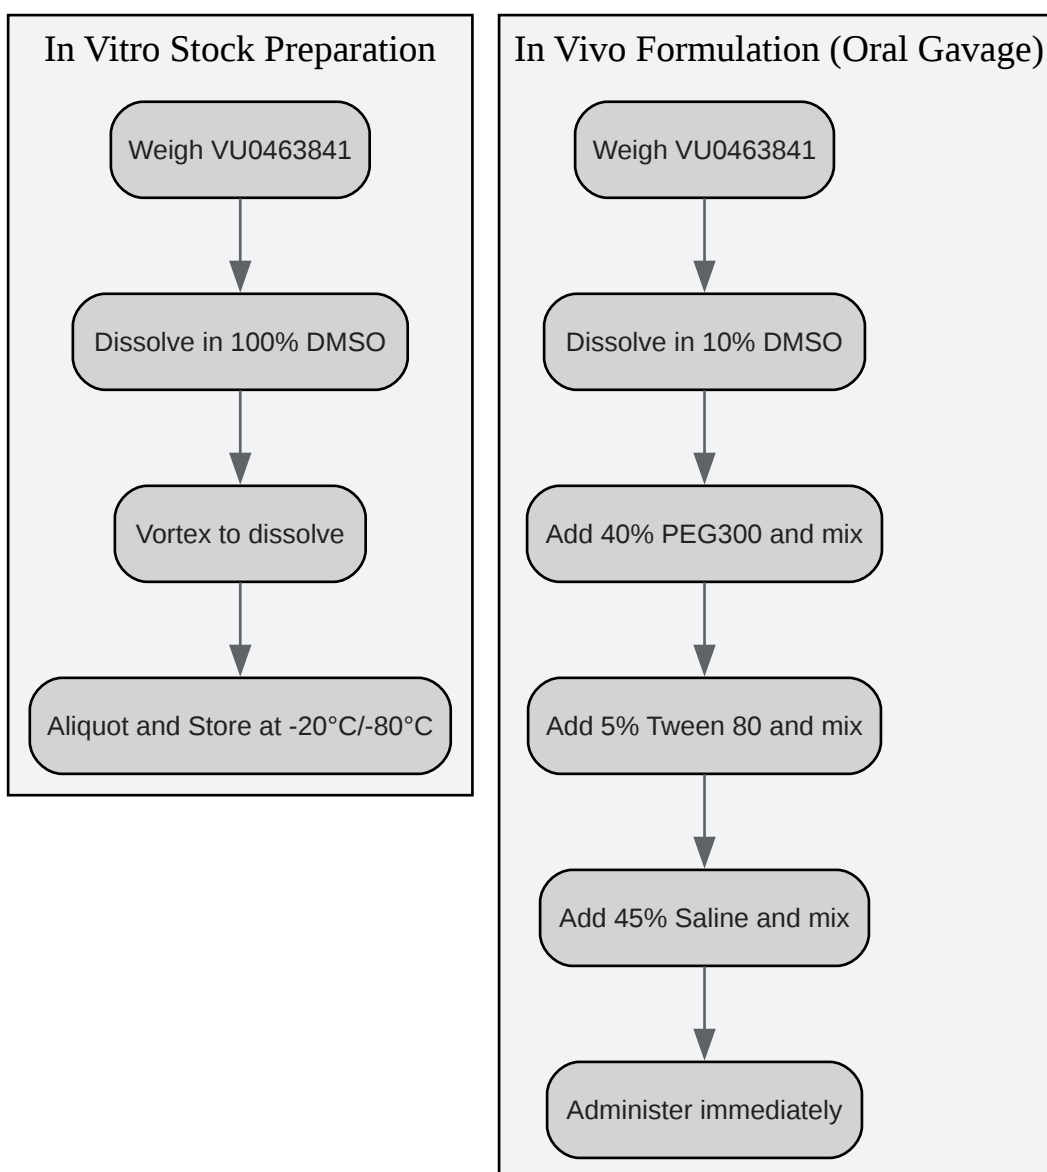 In Vitro Stock Preparation
Weigh VU0463841
Dissolve in 100% DMSO
Vortex to dissolve
Aliquot and Store at -20°C/-80°C
In Vivo Formulation (Oral Gavage)
Weigh VU0463841
Dissolve in 10% DMSO
Add 40% PEG300 and mix
Add 5% Tween 80 and mix
Add 45% Saline and mix
Administer immediately